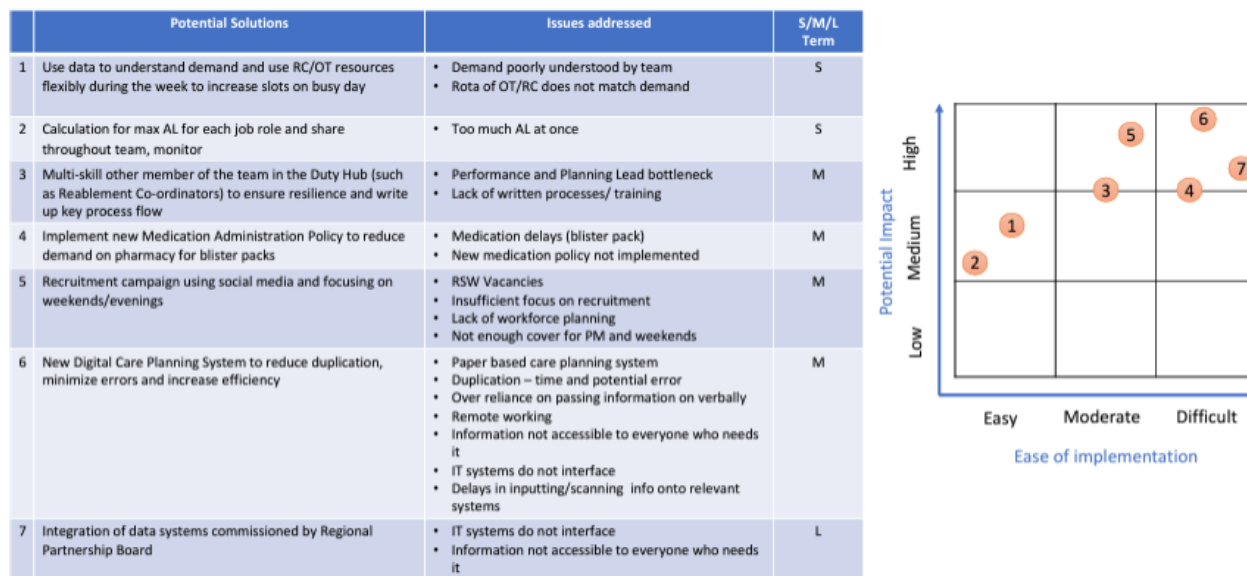 Potential Solutions
Issues addressed
S/M/L
Term
1
Use data to understand demand and use RC/OT resources
flexibly during the week to increase slots on busy day
• Demand poorly understood by team
• Rota of OT/RC does not match demand
S
2
Calculation for max AL for each job role and share
throughout team, monitor
• Too much AL at once
S
3
Multi-skill other member of the team in the Duty Hub (such
as Reablement Co-ordinators) to ensure resilience and write
up key process flow
• Performance and Planning Lead bottleneck
• Lack of written processes/ training
M
4
Implement new Medication Administration Policy to reduce
demand on pharmacy for blister packs
• Medication delays (blister pack)
• New medication policy not implemented
M
5
Recruitment campaign using social media and focusing on
weekends/evenings
• RSW Vacancies
• Insufficient focus on recruitment
• Lack of workforce planning
• Not enough cover for PM and weekends
M
6
New Digital Care Planning System to reduce duplication,
minimize errors and increase efficiency
• Paper based care planning system
• Duplication – time and potential error
• Over reliance on passing information on verbally
• Remote working
• Information not accessible to everyone who needs
it
• IT systems do not interface
• Delays in inputting/scanning info onto relevant
systems
M
7
Integration of data systems commissioned by Regional
Partnership Board
• IT systems do not interface
• Information not accessible to everyone who needs
it
L
Potential Impact
High
Medium
Low
6
5
7
3
4
1
2
Easy
Moderate
Difficult
Ease of implementation